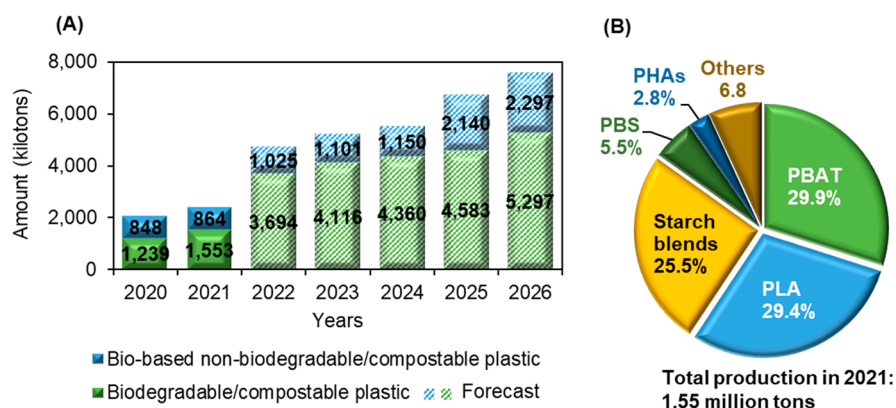 (A)
Amount (kilotons)
8,000
6,000
4,000
2,000
0
848
1,239
864
1,553
1,025
3,694
1,101
4,116
1,150
4,360
2,140
4,583
2,297
5,297
2020 2021 2022 2023 2024 2025 2026
Years
Bio-based non-biodegradable/compostable plastic
Biodegradable/compostable plastic Forecast
(B)
PHAs
2.8%
Others
6.8
PBS
5.5%
PBAT
29.9%
Starch
blends
25.5%
PLA
29.4%
Total production in 2021:
1.55 million tons